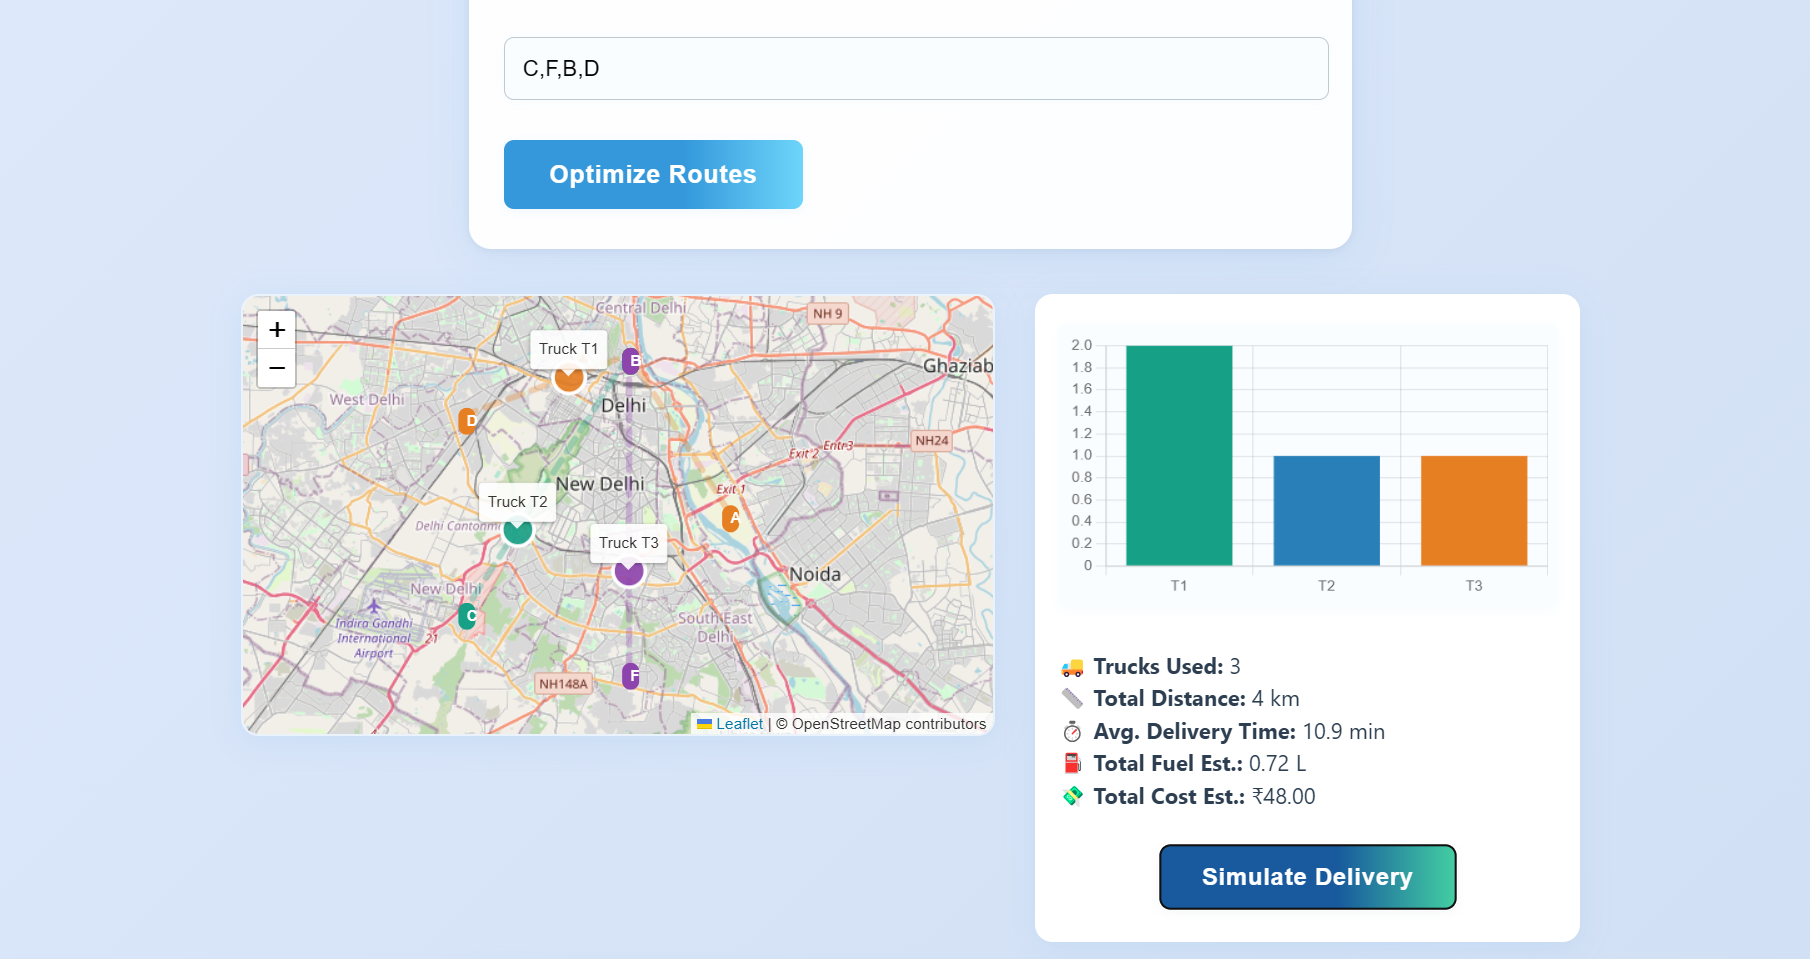 C,F,B,D
Optimize Routes
+
−
Central Delhi
NH 9
Truck T1
B
Ghaziab
West Delhi
Delhi
D
NH24
Entr3
Exit 2
New Delhi
Exit 1
Truck T2
A
Delhi Cantonm
Truck T3
Noida
New Delhi
C
Indira Gandhi
International
Airport
21
South East
Delhi
F
NH148A
Leaflet | © OpenStreetMap contributors
2.0
1.8
1.6
1.4
1.2
1.0
0.8
0.6
0.4
0.2
0
T1 T2 T3
Trucks Used: 3
Total Distance: 4 km
Avg. Delivery Time: 10.9 min
Total Fuel Est.: 0.72 L
Total Cost Est.: ₹48.00
Simulate Delivery